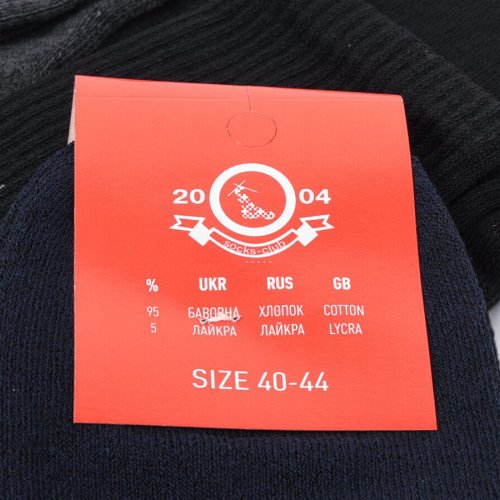 20 04
socks-club
% UKR RUS GB
95 БАВОВНА ХЛОПОК COTTON
5 ЛАЙКРА ЛАЙКРА LYCRA
SIZE 40-44